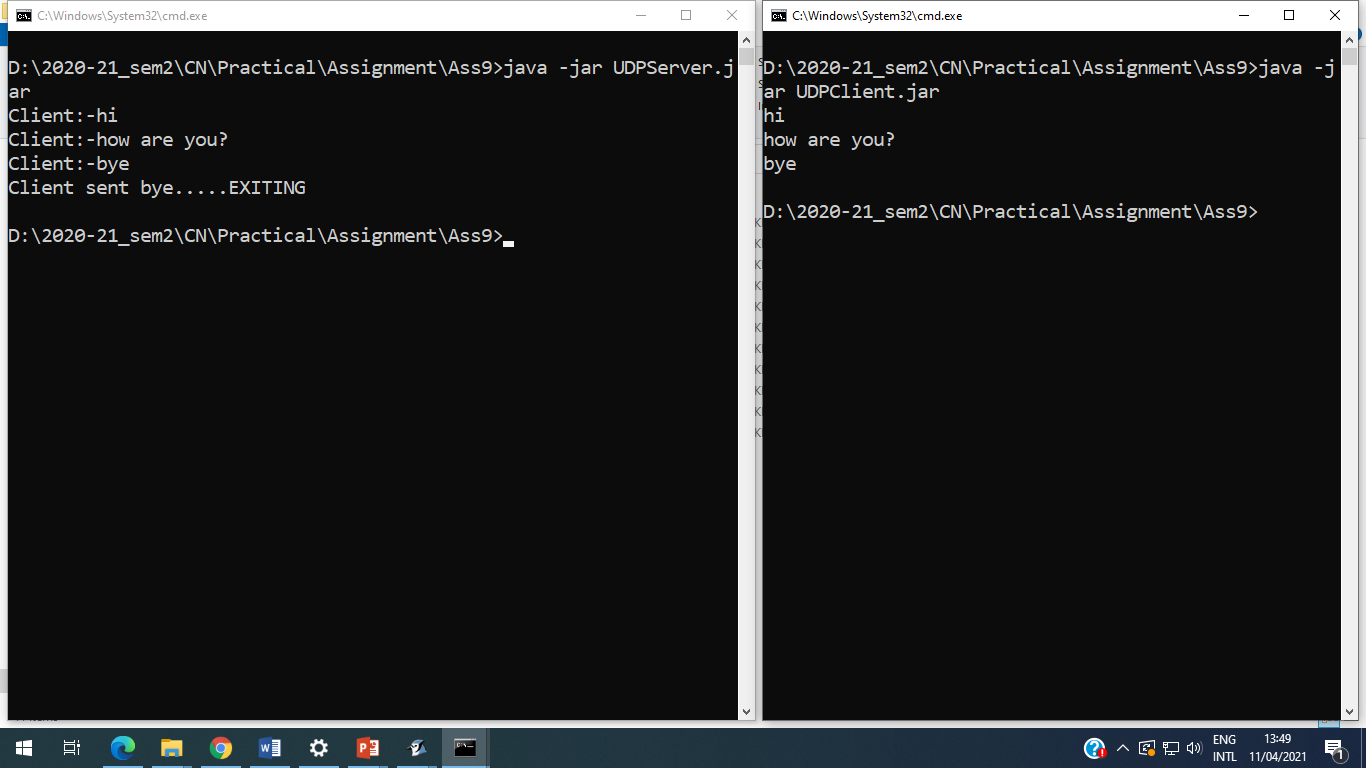 C:\Windows\System32\cmd.exe
D:\2020-21_sem2\CN\Practical\Assignment\Ass9>java -jar UDPServer.j
ar
Client:-hi
Client:-how are you?
Client:-bye
Client sent bye.....EXITING
D:\2020-21_sem2\CN\Practical\Assignment\Ass9>
C:\Windows\System32\cmd.exe
D:\2020-21_sem2\CN\Practical\Assignment\Ass9>java -j
ar UDPClient.jar
hi
how are you?
bye
D:\2020-21_sem2\CN\Practical\Assignment\Ass9>
ENG
INTL
13:49
11/04/2021
1